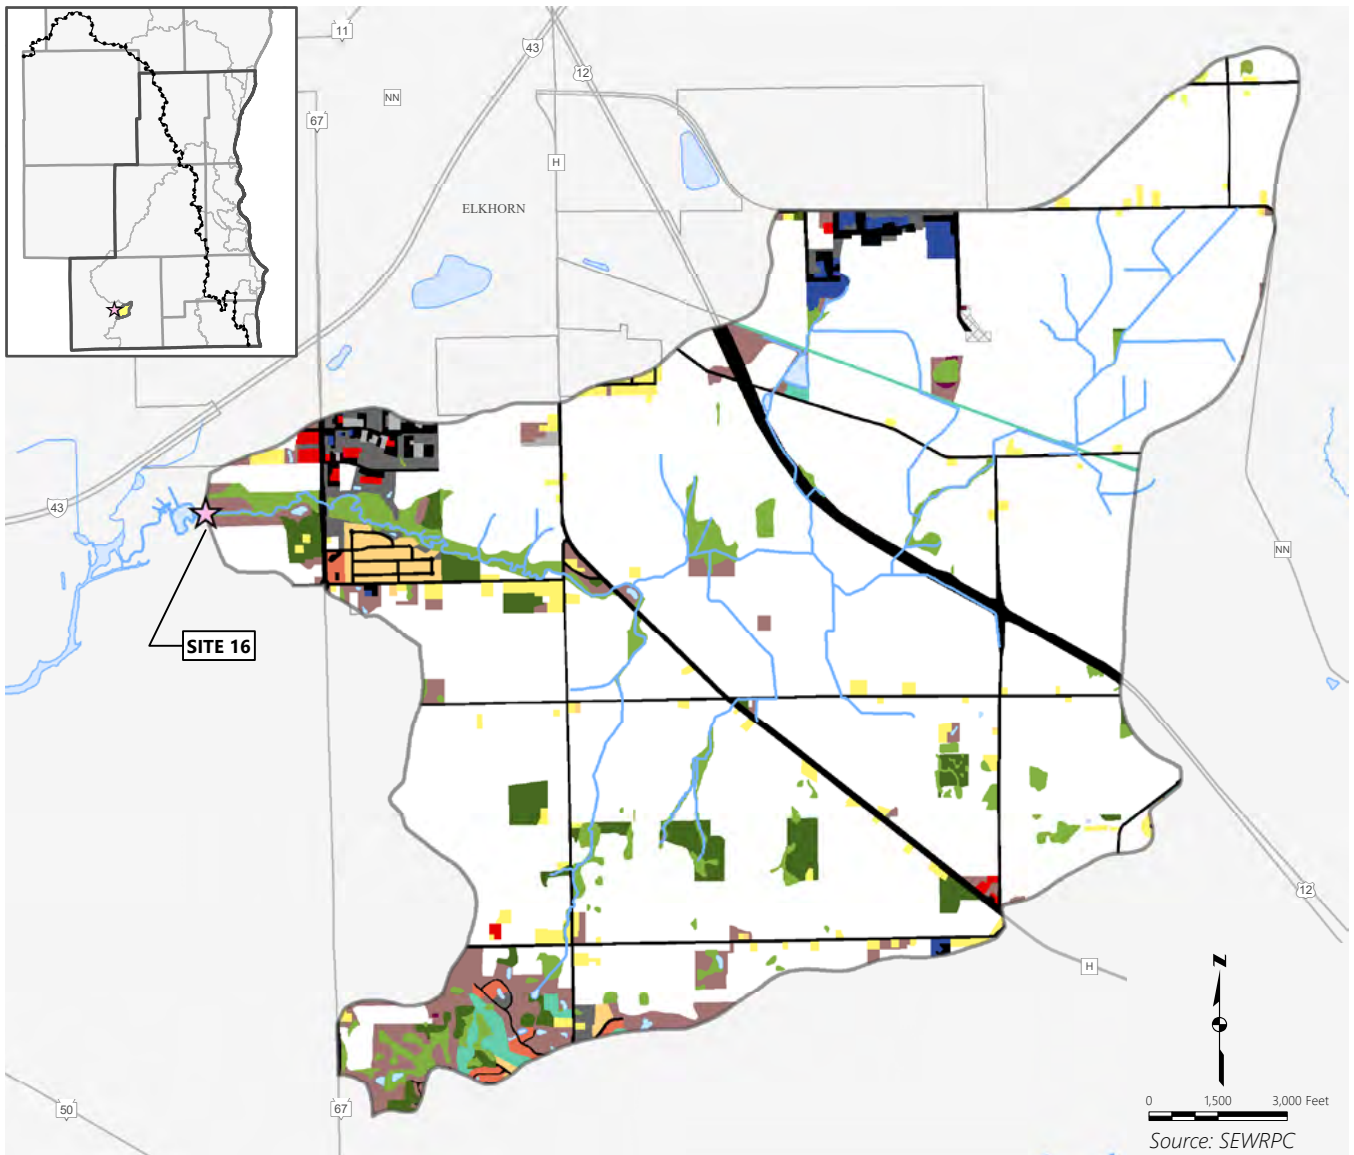 11
43
12
NN
67
H
ELKHORN
43
NN
SITE 16
12
H
N
0 1,500 3,000 Feet
50
67
Source: SEWRPC